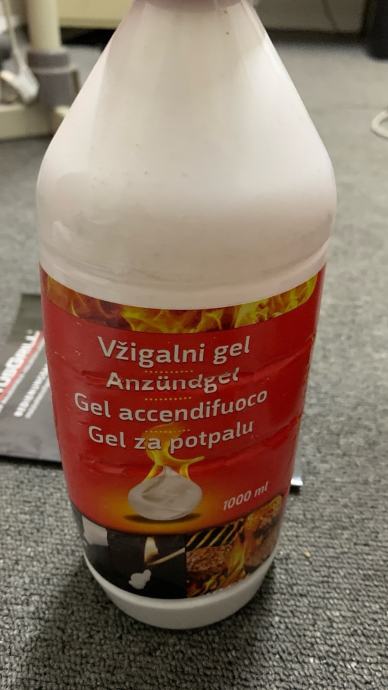 Vžigalni gel
Anzündgel
Gel accendifuoco
Gel za potpalu
1000 ml